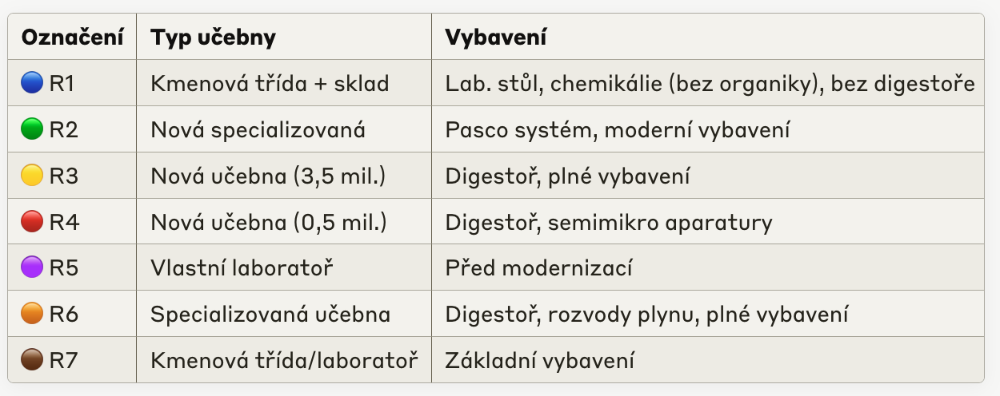 Označení Typ učebny Vybavení
R1 Kmenová třída + sklad Lab. stůl, chemikálie (bez organiky), bez digestoře
R2 Nová specializovaná Pasco systém, moderní vybavení
R3 Nová učebna (3,5 mil.) Digestoř, plné vybavení
R4 Nová učebna (0,5 mil.) Digestoř, semimikro aparatury
R5 Vlastní laboratoř Před modernizací
R6 Specializovaná učebna Digestoř, rozvody plynu, plné vybavení
R7 Kmenová třída/laboratoř Základní vybavení